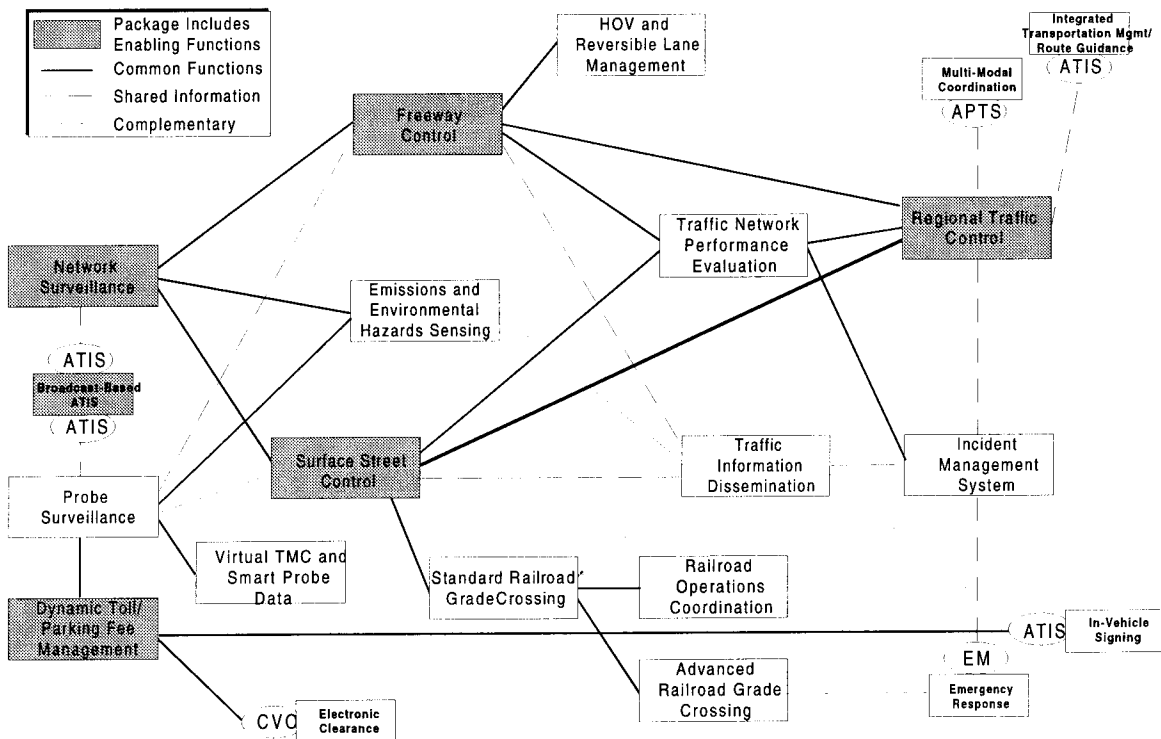 Package Includes
Enabling Functions
Common Functions
Shared Information
Complementary
HOV and
Reversible Lane
Management
Integrated
Transportation Mgmt/
Route Guidance
ATIS
Multi-Modal
Coordination
APTS
Freeway
Control
Regional Traffic
Control
Traffic Network
Performance
Evaluation
Network
Surveillance
Emissions and
Environmental
Hazards Sensing
ATIS
Broadcast-Based
ATIS
ATIS
Surface Street
Control
Traffic
Information
Dissemination
Incident
Management
System
Probe
Surveillance
Virtual TMC and
Smart Probe
Data
Standard Railroad
GradeCrossing
Railroad
Operations
Coordination
Dynamic Toll/
Parking Fee
Management
ATIS
In-Vehicle
Signing
EM
Emergency
Response
Advanced
Railroad Grade
Crossing
CVO
Electronic
Clearance